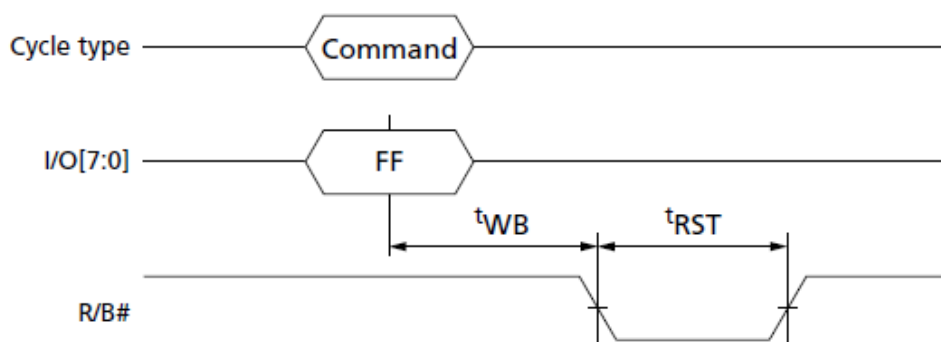 Cycle type Command
I/O[7:0] FF
tWB tRST
R/B#